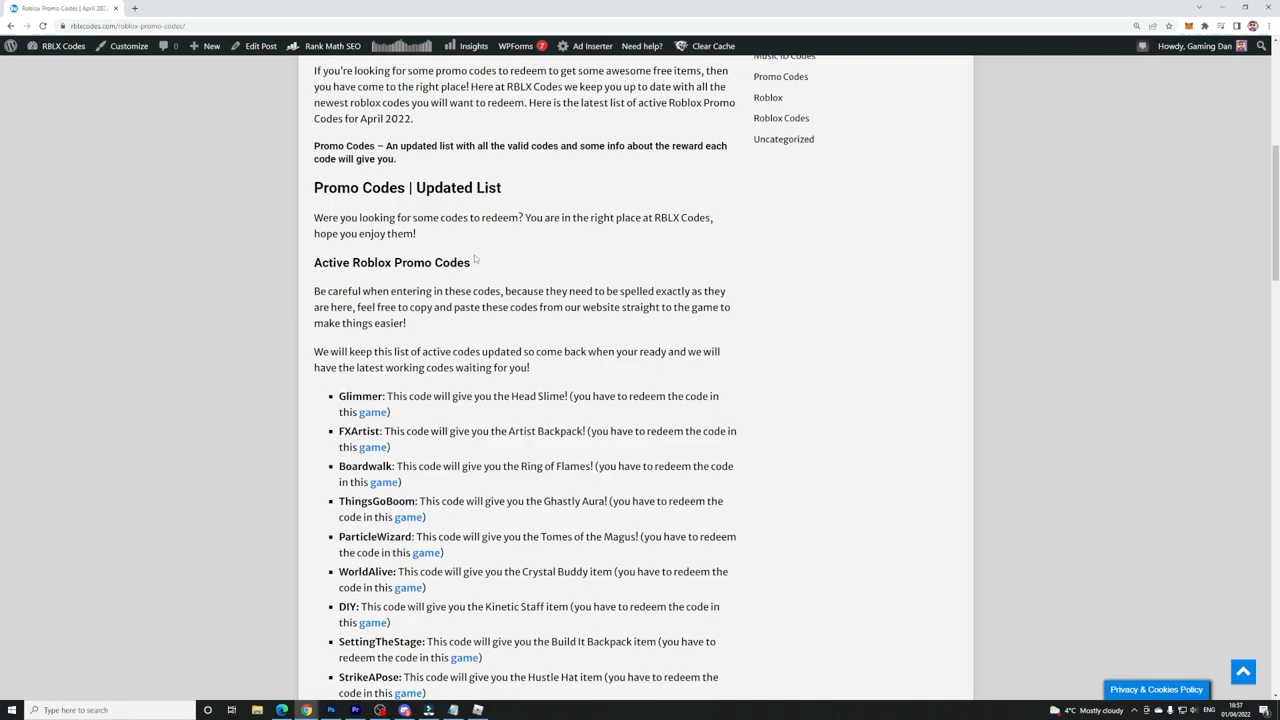 Roblox Promo Codes | April 202
rblxcodes.com/roblox-promo-codes/
RBLX Codes
Customize
0
New
Edit Post
Rank Math SEO
Insights
WPForms 7
Ad Inserter
Need help?
Clear Cache
Howdy, Gaming Dan
Music ID Codes
Promo Codes
Roblox
Roblox Codes
Uncategorized
If you're looking for some promo codes to redeem to get some awesome free items, then
you have come to the right place! Here at RBLX Codes we keep you up to date with all the
newest roblox codes you will want to redeem. Here is the latest list of active Roblox Promo
Codes for April 2022.
Promo Codes – An updated list with all the valid codes and some info about the reward each
code will give you.
Promo Codes | Updated List
Were you looking for some codes to redeem? You are in the right place at RBLX Codes,
hope you enjoy them!
Active Roblox Promo Codes
Be careful when entering in these codes, because they need to be spelled exactly as they
are here, feel free to copy and paste these codes from our website straight to the game to
make things easier!
We will keep this list of active codes updated so come back when your ready and we will
have the latest working codes waiting for you!
Glimmer: This code will give you the Head Slime! (you have to redeem the code in
this game)
FXArtist: This code will give you the Artist Backpack! (you have to redeem the code in
this game)
Boardwalk: This code will give you the Ring of Flames! (you have to redeem the code
in this game)
ThingsGoBoom: This code will give you the Ghastly Aura! (you have to redeem the
code in this game)
ParticleWizard: This code will give you the Tomes of the Magus! (you have to redeem
the code in this game)
WorldAlive: This code will give you the Crystal Buddy item (you have to redeem the
code in this game)
DIY: This code will give you the Kinetic Staff item (you have to redeem the code in
this game)
SettingTheStage: This code will give you the Build It Backpack item (you have to
redeem the code in this game)
StrikeAPose: This code will give you the Hustle Hat item (you have to redeem the
code in this game)
Privacy & Cookies Policy
Type here to search
4°C Mostly cloudy
ENG
16:57
01/04/2022